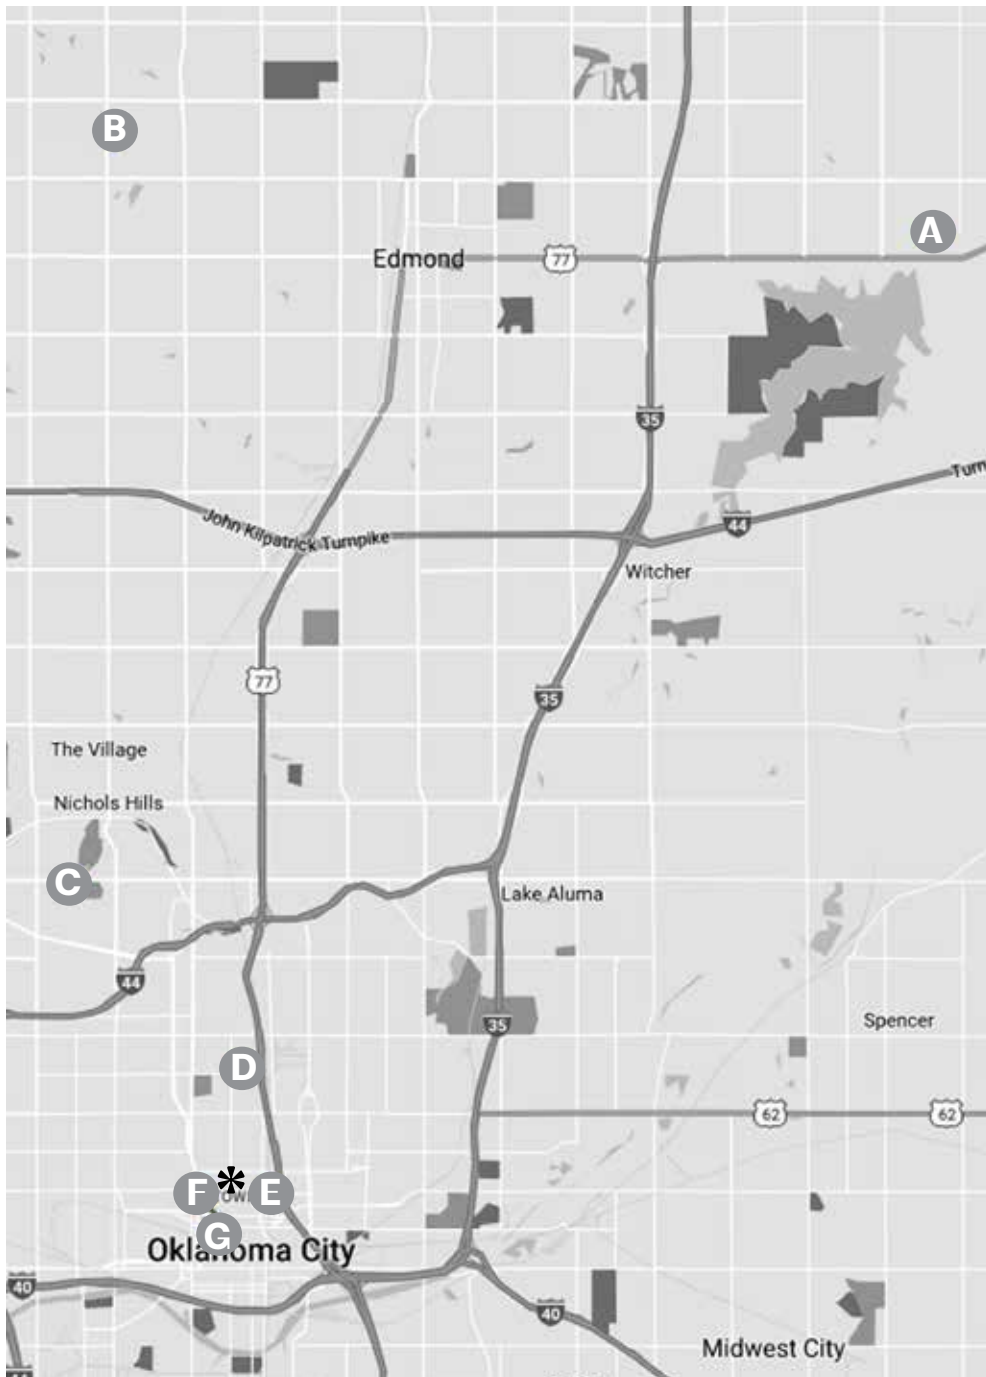 B
A
Edmond
77
35
Turn
John Kilpatrick Turnpike
44
Witcher
77
35
The Village
Nichols Hills
C
Lake Aluma
44
Spencer
35
D
62
62
F
*
E
G
Oklahoma City
40
40
Midwest City